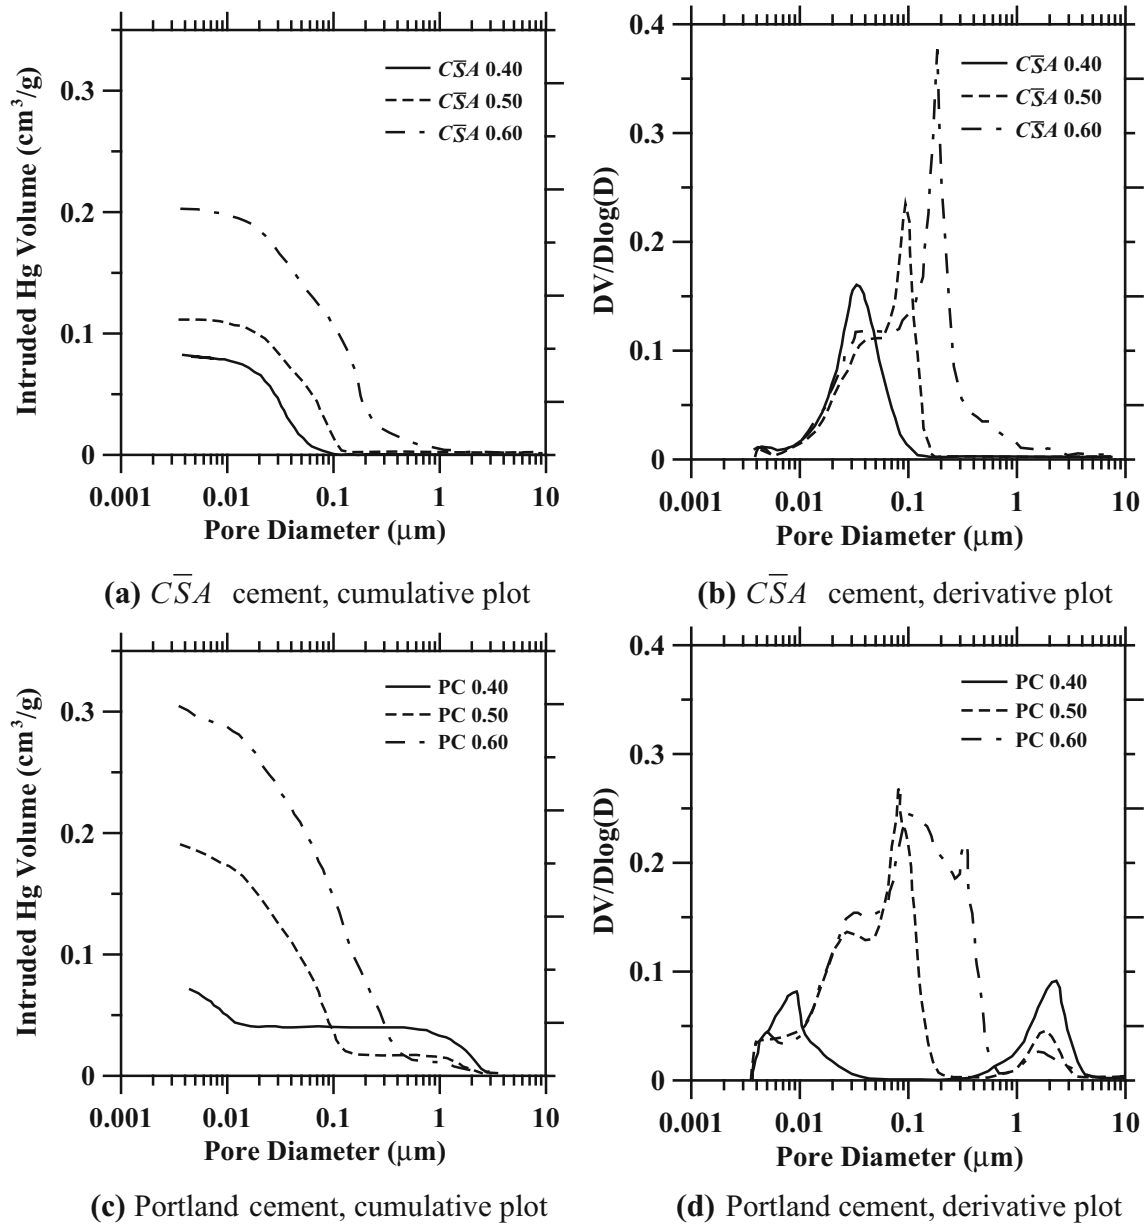 Intruded Hg Volume (cm³/g)
0.3
0.2
0.1
0
CS̅A 0.40
CS̅A 0.50
CS̅A 0.60
0.001 0.01 0.1 1 10
Pore Diameter (μm)
(a) CS̅A cement, cumulative plot
DV/Dlog(D)
0.4
0.3
0.2
0.1
0
CS̅A 0.40
CS̅A 0.50
CS̅A 0.60
0.001 0.01 0.1 1 10
Pore Diameter (μm)
(b) CS̅A cement, derivative plot
Intruded Hg Volume (cm³/g)
0.3
0.2
0.1
0
PC 0.40
PC 0.50
PC 0.60
0.001 0.01 0.1 1 10
Pore Diameter (μm)
(c) Portland cement, cumulative plot
DV/Dlog(D)
0.4
0.3
0.2
0.1
0
PC 0.40
PC 0.50
PC 0.60
0.001 0.01 0.1 1 10
Pore Diameter (μm)
(d) Portland cement, derivative plot